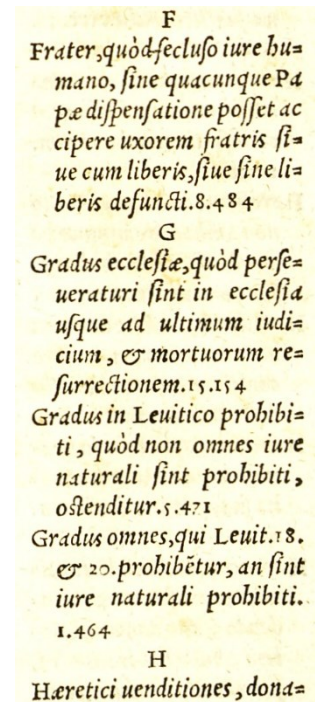 F
Frater,quòd ſecluſo iure hu=
mano, ſine quacunque Pa
pæ diſpenſatione poſſet ac
cipere uxorem fratris ſi=
ue cum liberis,ſiue ſine li=
beris defuncti.8.484
G
Gradus eccleſiæ,quòd perſe=
ueraturi ſint in eccleſia
uſque ad ultimum iudi=
cium, & mortuorum re=
ſurrectionem.15.154
Gradus in Leuitico prohibi=
ti, quòd non omnes iure
naturali ſint prohibiti,
oſtenditur.5.471
Gradus omnes,qui Leuit.18.
& 20.prohibētur, an ſint
iure naturali prohibiti.
1.464
H
Hæretici uenditiones, dona=